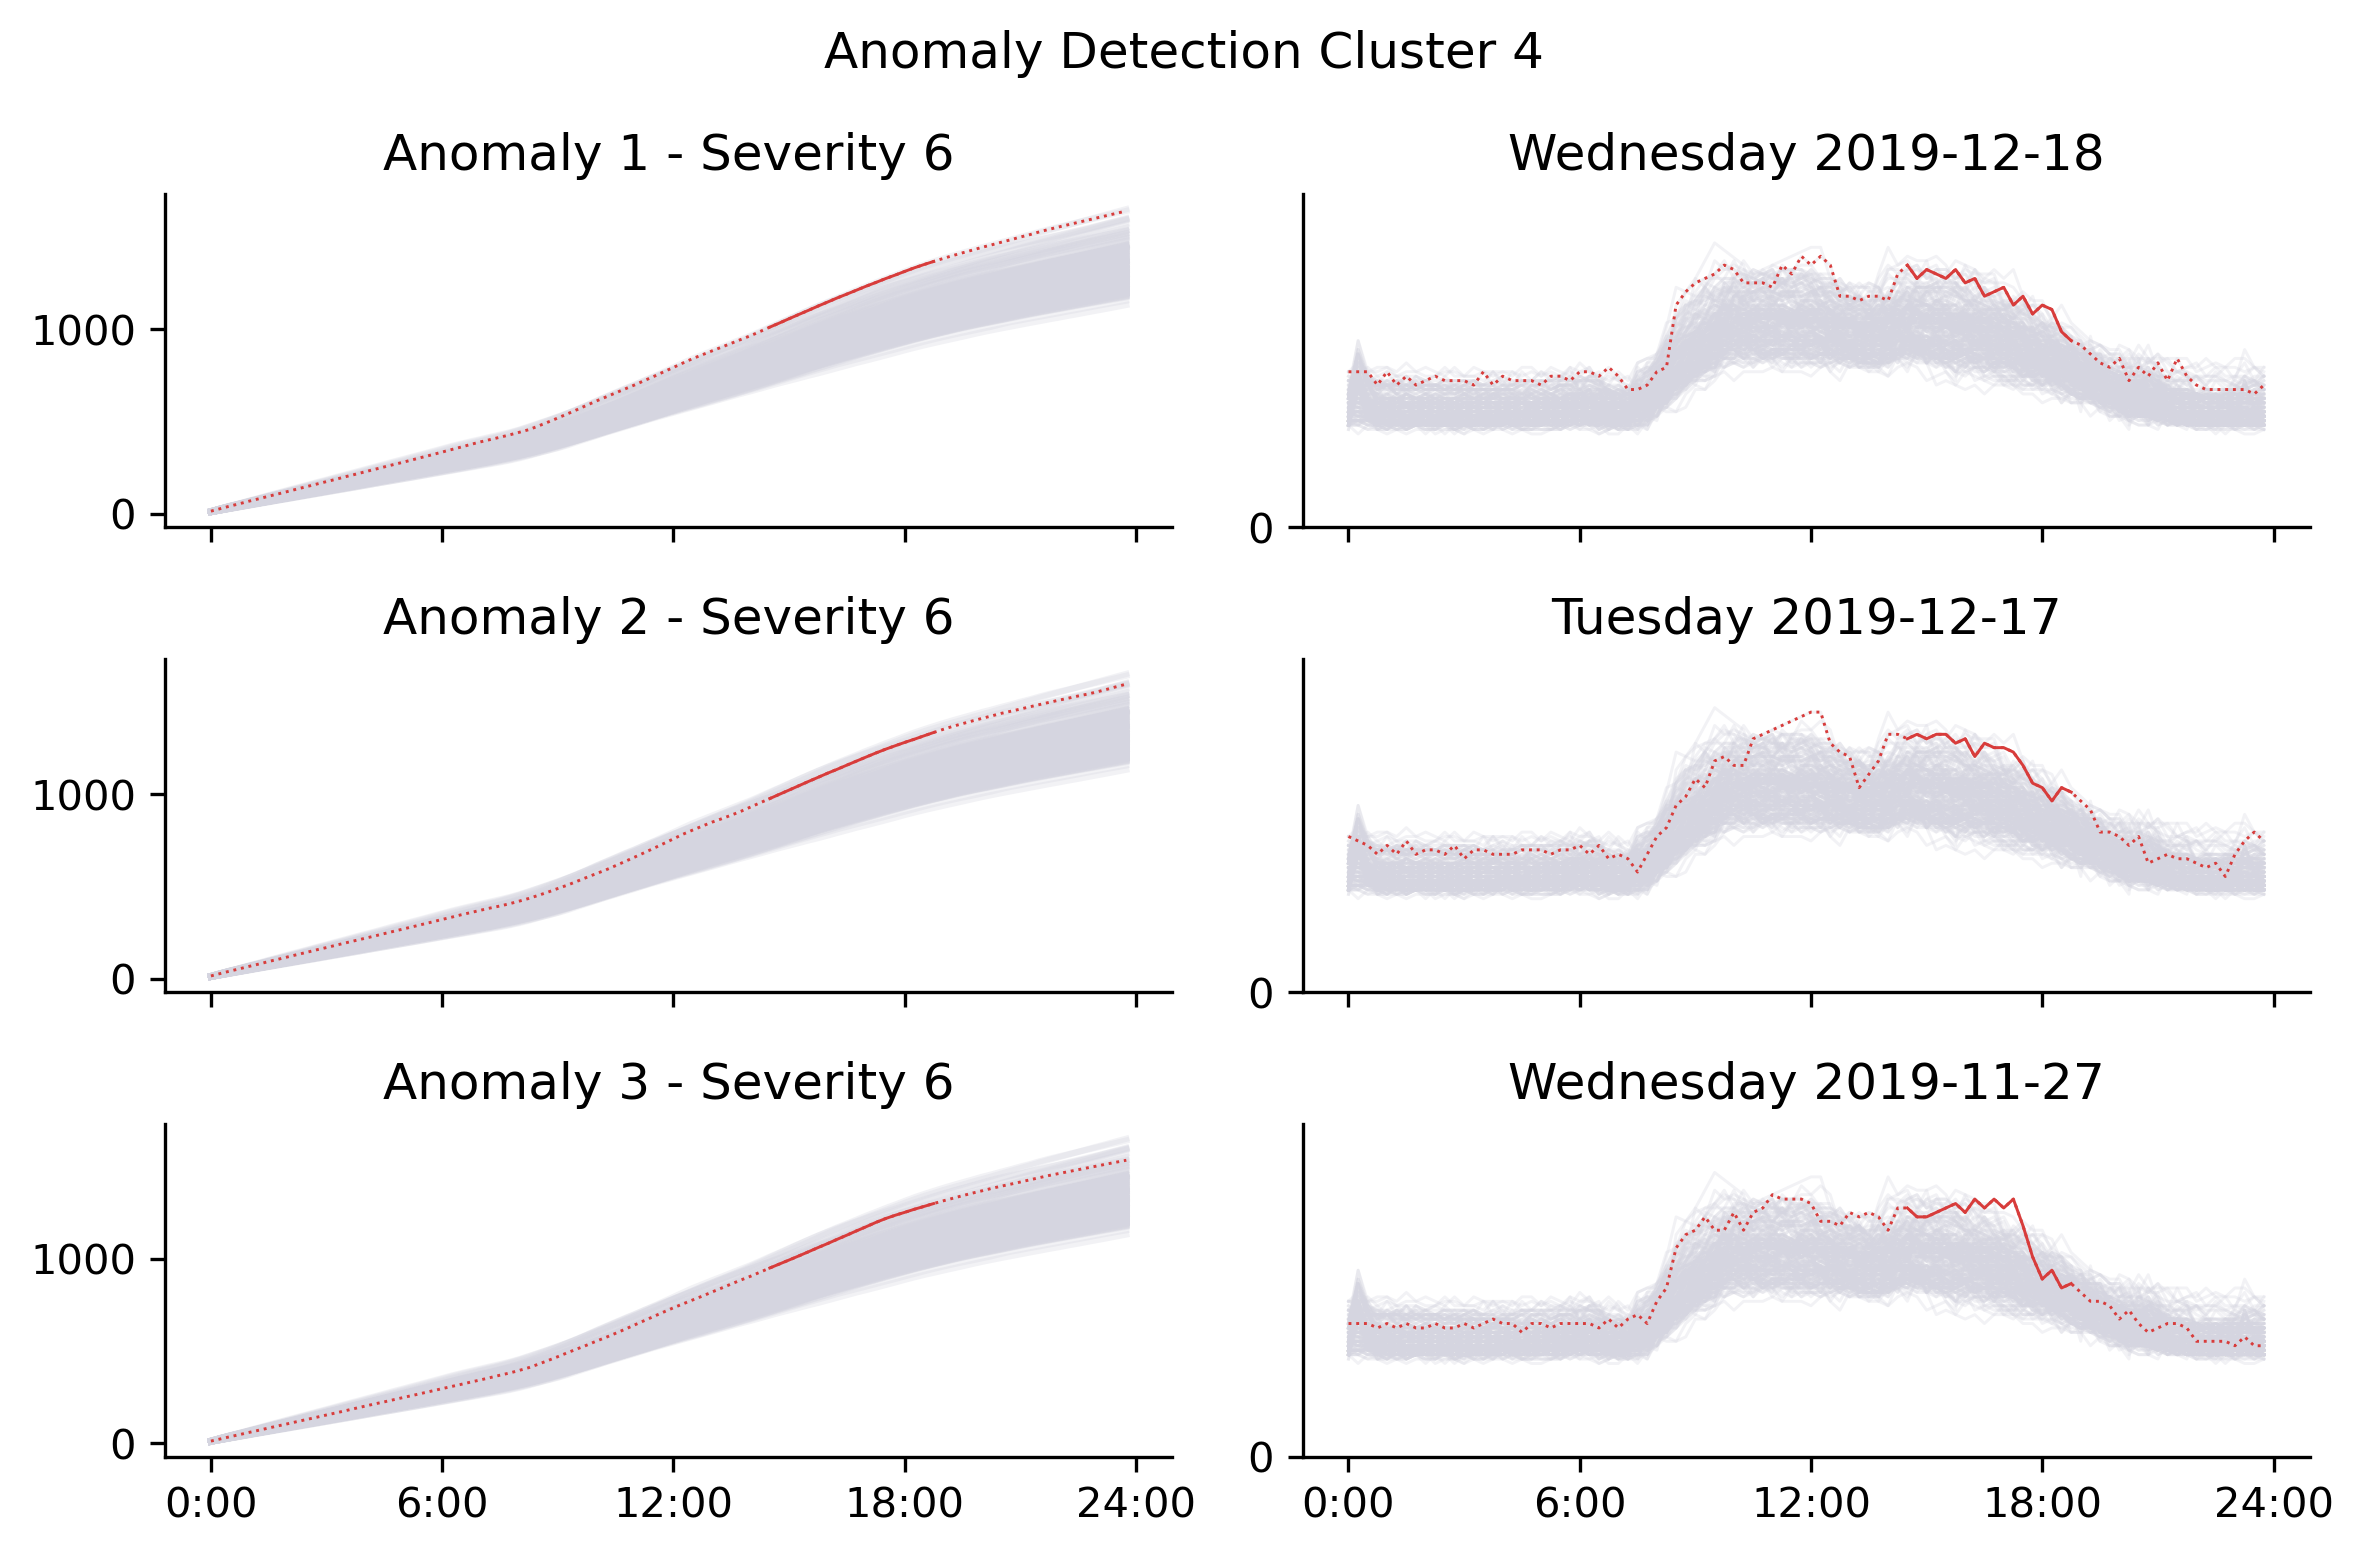 Anomaly Detection Cluster 4
Anomaly 1 - Severity 6
Wednesday 2019-12-18
1000
0
0
Anomaly 2 - Severity 6
Tuesday 2019-12-17
1000
0
0
Anomaly 3 - Severity 6
Wednesday 2019-11-27
1000
0
0
0:00 6:00 12:00 18:00 24:00
0:00 6:00 12:00 18:00 24:00